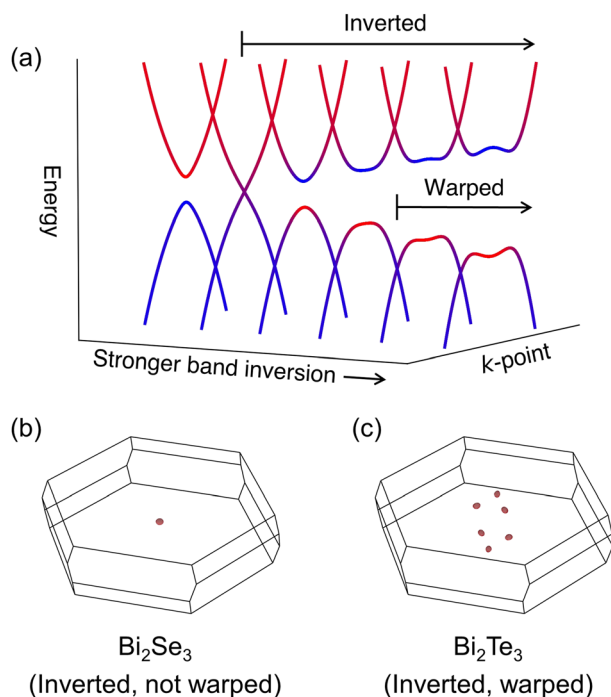 Inverted
(a)
Energy
Warped
Stronger band inversion →
k-point
(b)
(c)
Bi₂Se₃
(Inverted, not warped)
Bi₂Te₃
(Inverted, warped)